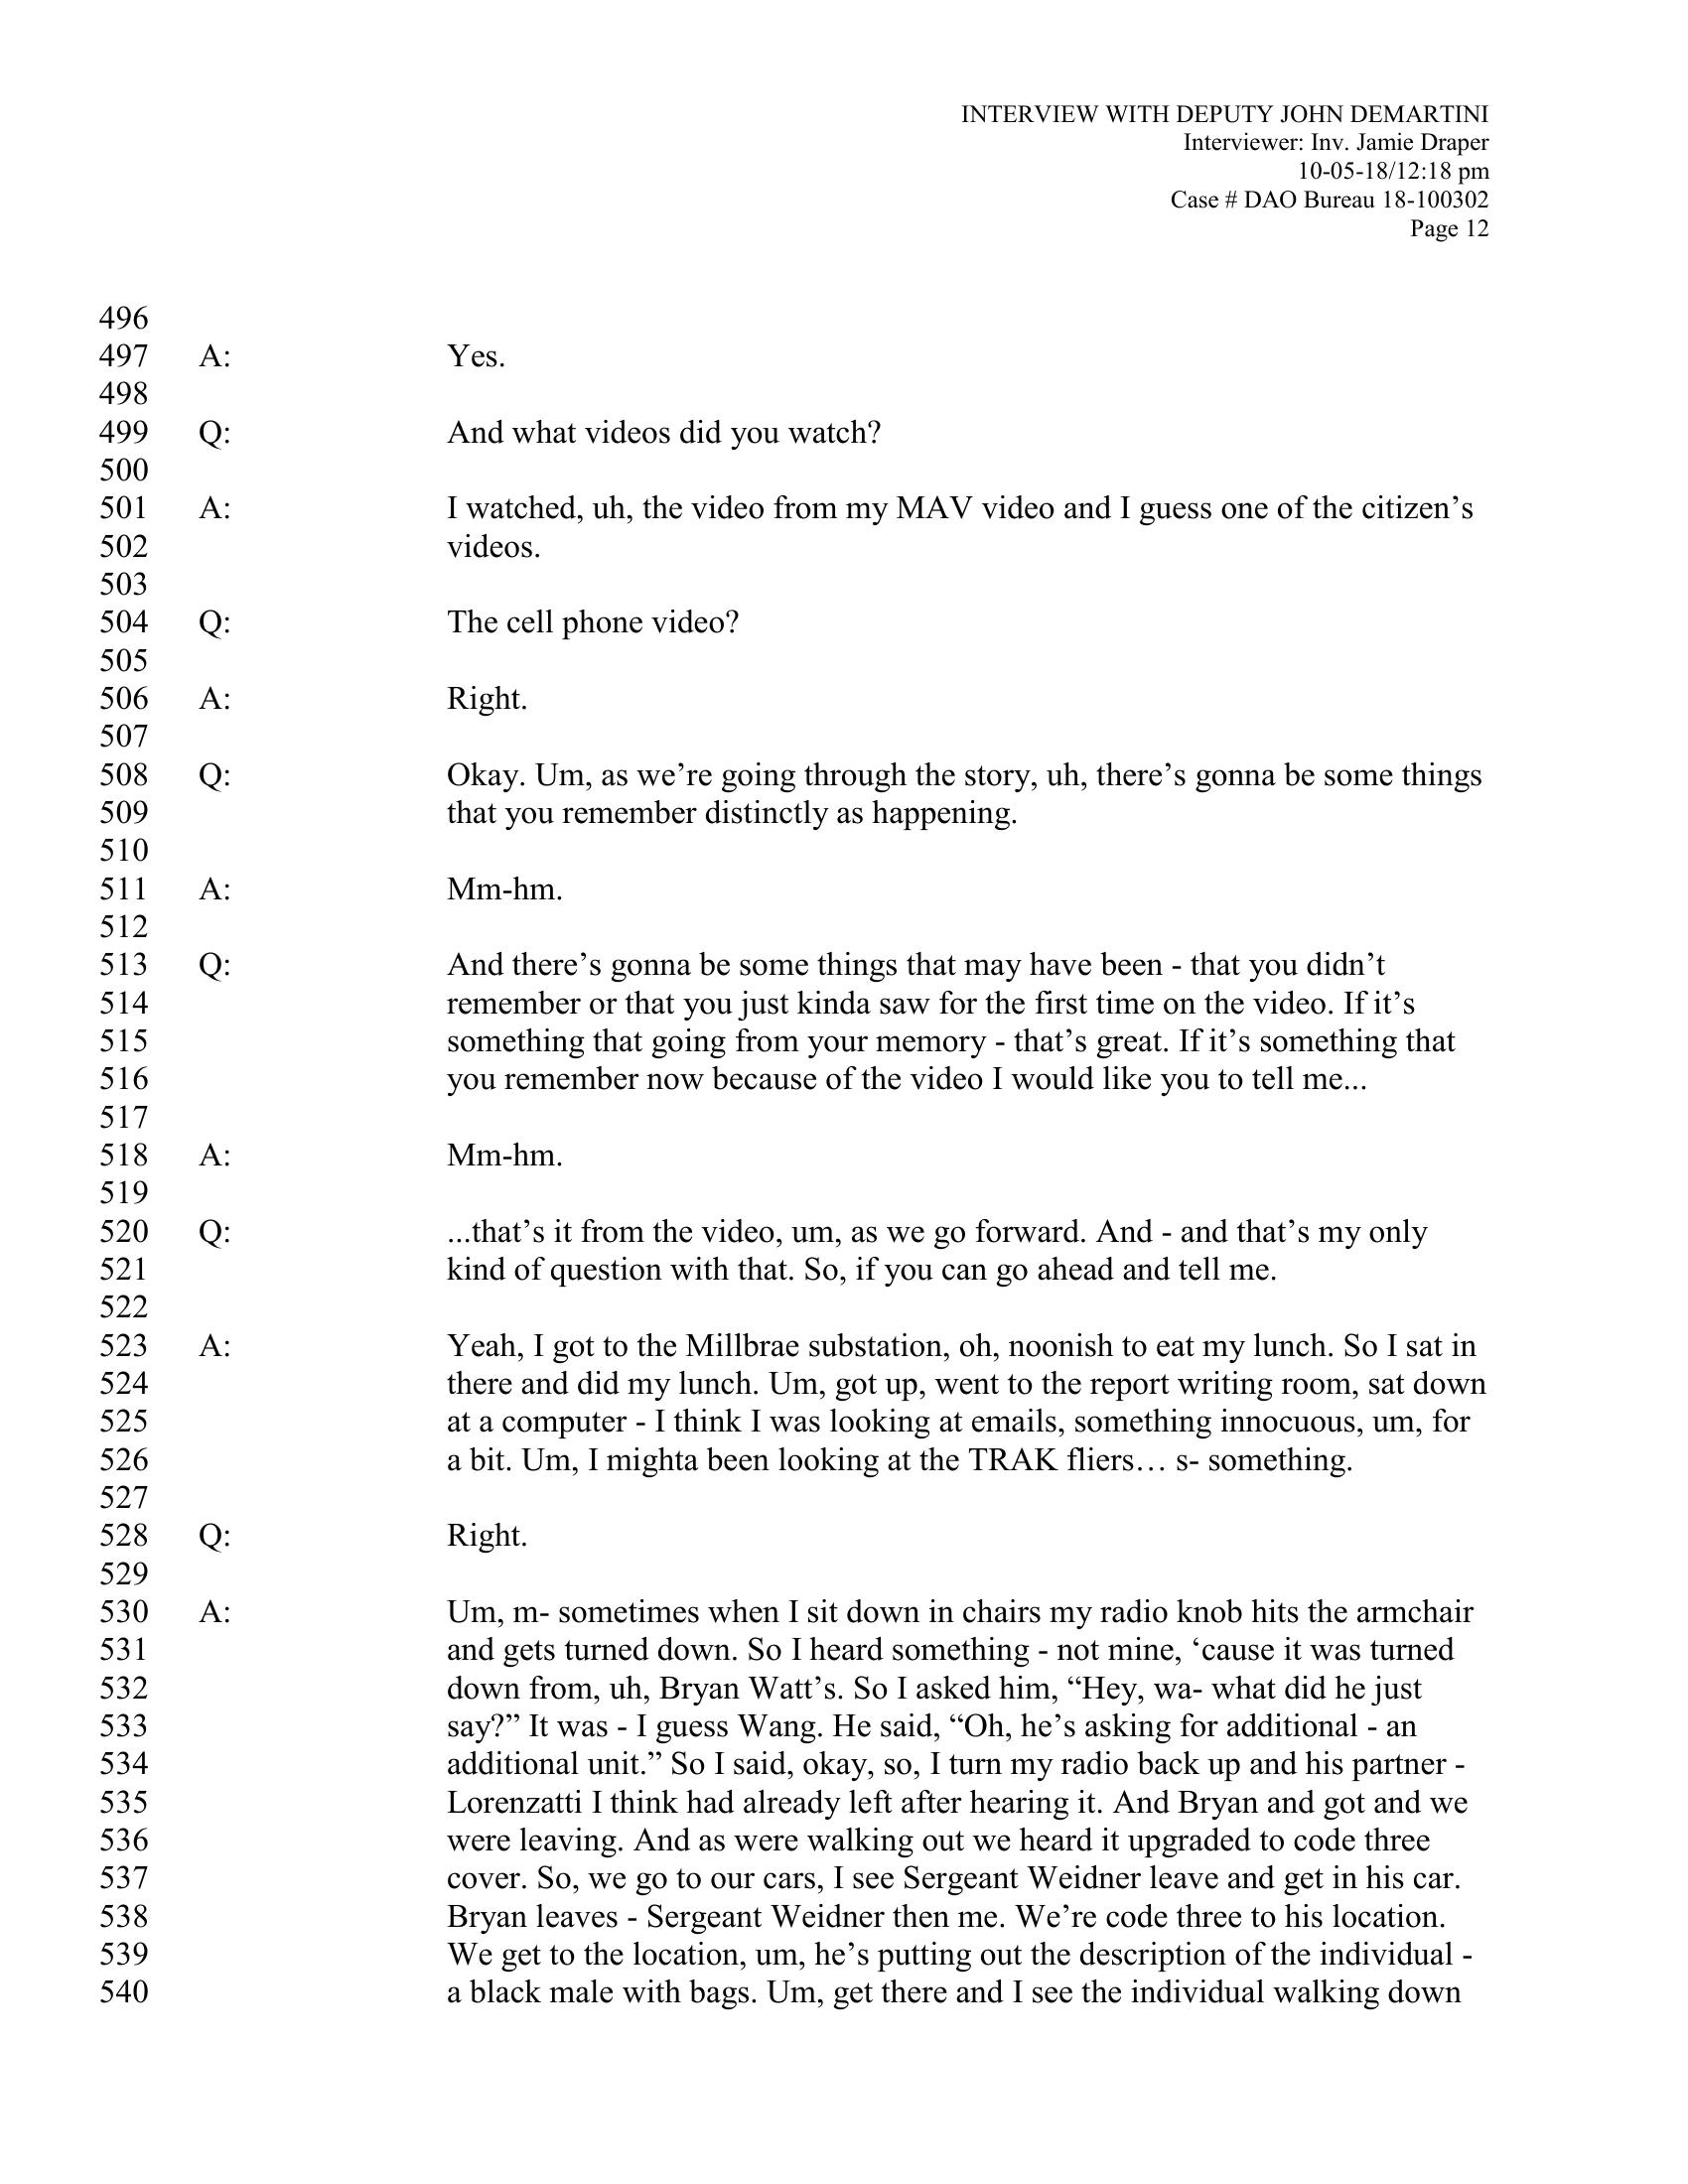 INTERVIEW WITH DEPUTY JOHN DEMARTINI
Interviewer: Inv. Jamie Draper
10-05-18/12:18 pm
Case # DAO Bureau 18-100302
Page 12
496
497 A: Yes.
498
499 Q: And what videos did you watch?
500
501 A: I watched, uh, the video from my MAV video and I guess one of the citizen’s
502 videos.
503
504 Q: The cell phone video?
505
506 A: Right.
507
508 Q: Okay. Um, as we’re going through the story, uh, there’s gonna be some things
509 that you remember distinctly as happening.
510
511 A: Mm-hm.
512
513 Q: And there’s gonna be some things that may have been - that you didn’t
514 remember or that you just kinda saw for the first time on the video. If it’s
515 something that going from your memory - that’s great. If it’s something that
516 you remember now because of the video I would like you to tell me...
517
518 A: Mm-hm.
519
520 Q: ...that’s it from the video, um, as we go forward. And - and that’s my only
521 kind of question with that. So, if you can go ahead and tell me.
522
523 A: Yeah, I got to the Millbrae substation, oh, noonish to eat my lunch. So I sat in
524 there and did my lunch. Um, got up, went to the report writing room, sat down
525 at a computer - I think I was looking at emails, something innocuous, um, for
526 a bit. Um, I mighta been looking at the TRAK fliers… s- something.
527
528 Q: Right.
529
530 A: Um, m- sometimes when I sit down in chairs my radio knob hits the armchair
531 and gets turned down. So I heard something - not mine, ‘cause it was turned
532 down from, uh, Bryan Watt’s. So I asked him, “Hey, wa- what did he just
533 say?” It was - I guess Wang. He said, “Oh, he’s asking for additional - an
534 additional unit.” So I said, okay, so, I turn my radio back up and his partner -
535 Lorenzatti I think had already left after hearing it. And Bryan and got and we
536 were leaving. And as were walking out we heard it upgraded to code three
537 cover. So, we go to our cars, I see Sergeant Weidner leave and get in his car.
538 Bryan leaves - Sergeant Weidner then me. We’re code three to his location.
539 We get to the location, um, he’s putting out the description of the individual -
540 a black male with bags. Um, get there and I see the individual walking down